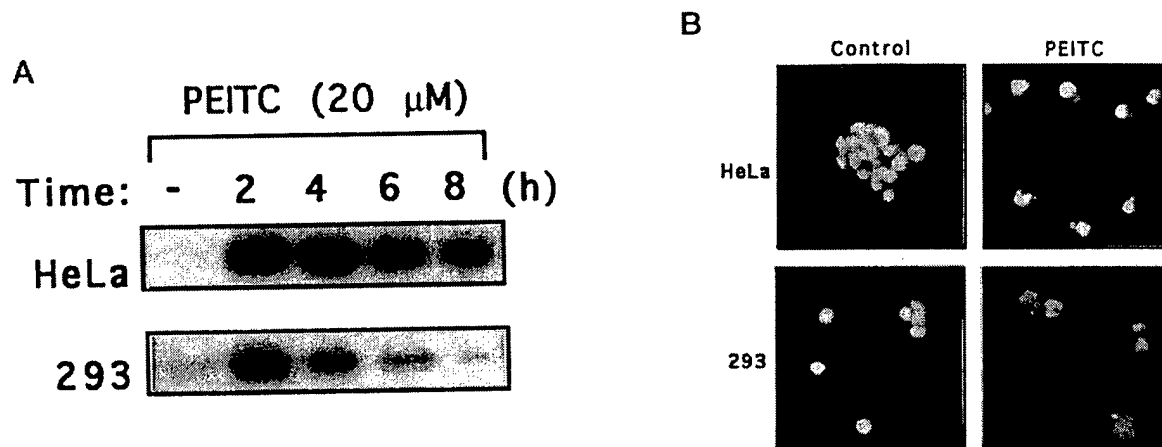 A
PEITC (20 µM)
Time: - 2 4 6 8 (h)
HeLa
293
B
Control PEITC
HeLa
293